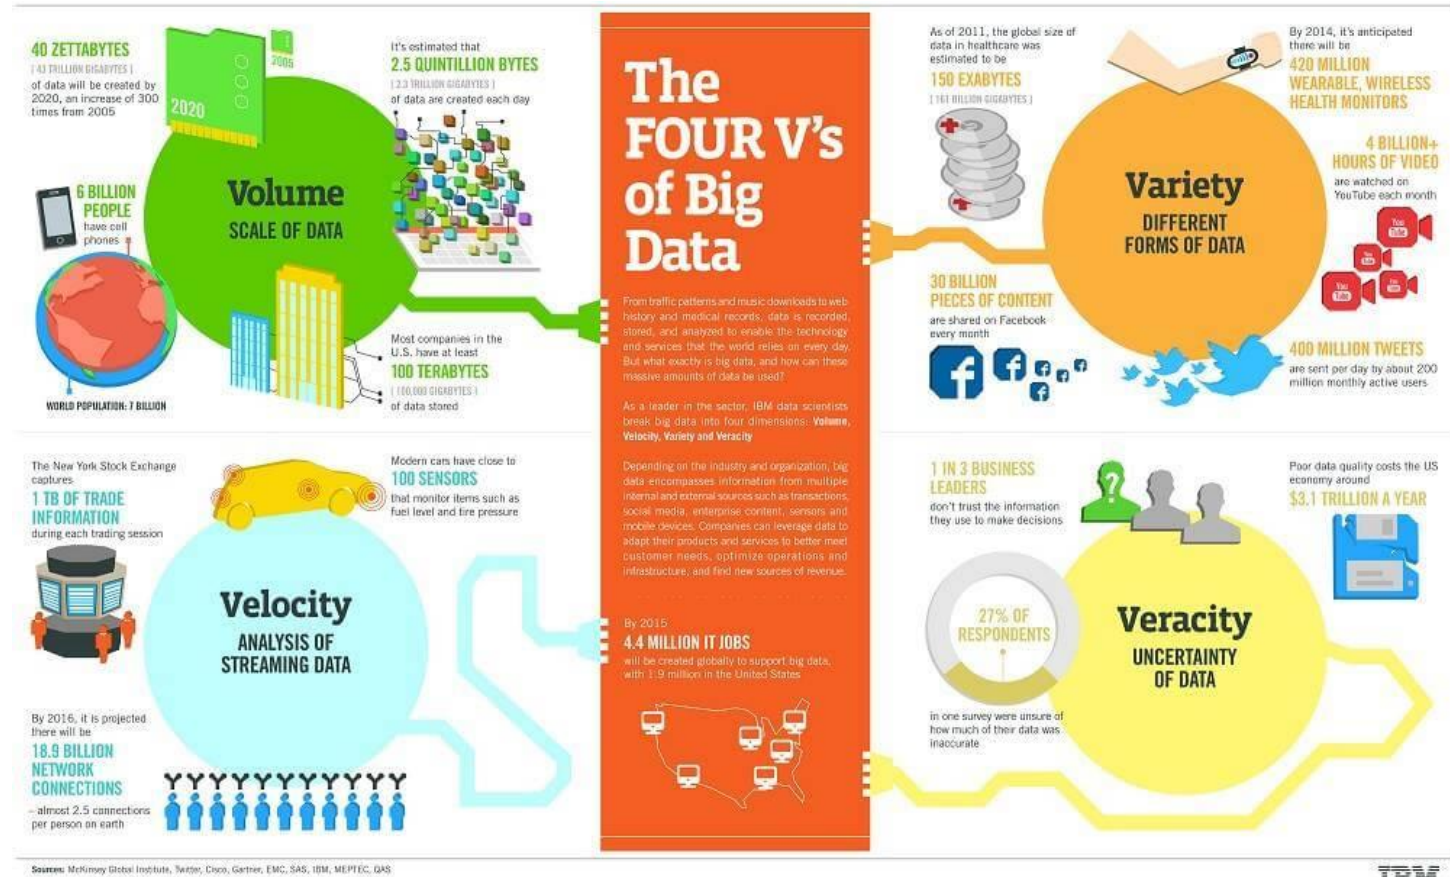 40 ZETTABYTES
[ 43 TRILLION GIGABYTES ]
of data will be created by
2020, an increase of 300
times from 2005
2020
2005
It's estimated that
2.5 QUINTILLION BYTES
[ 2.3 TRILLION GIGABYTES ]
of data are created each day
6 BILLION
PEOPLE
have cell
phones
WORLD POPULATION: 7 BILLION
Volume
SCALE OF DATA
Most companies in the
U.S. have at least
100 TERABYTES
[ 100,000 GIGABYTES ]
of data stored
The New York Stock Exchange
captures
1 TB OF TRADE
INFORMATION
during each trading session
Modern cars have close to
100 SENSORS
that monitor items such as
fuel level and tire pressure
Velocity
ANALYSIS OF
STREAMING DATA
By 2016, it is projected
there will be
18.9 BILLION
NETWORK
CONNECTIONS
– almost 2.5 connections
per person on earth
The
FOUR V's
of Big
Data
From traffic patterns and music downloads to web
history and medical records, data is recorded,
stored, and analyzed to enable the technology
and services that the world relies on every day.
But what exactly is big data, and how can these
massive amounts of data be used?
As a leader in the sector, IBM data scientists
break big data into four dimensions: Volume,
Velocity, Variety and Veracity
Depending on the industry and organization, big
data encompasses information from multiple
internal and external sources such as transactions,
social media, enterprise content, sensors and
mobile devices. Companies can leverage data to
adapt their products and services to better meet
customer needs, optimize operations and
infrastructure, and find new sources of revenue.
By 2015
4.4 MILLION IT JOBS
will be created globally to support big data,
with 1.9 million in the United States
As of 2011, the global size of
data in healthcare was
estimated to be
150 EXABYTES
[ 161 BILLION GIGABYTES ]
By 2014, it's anticipated
there will be
420 MILLION
WEARABLE, WIRELESS
HEALTH MONITORS
Variety
DIFFERENT
FORMS OF DATA
4 BILLION+
HOURS OF VIDEO
are watched on
YouTube each month
You
Tube
You
Tube
You
Tube
You
Tube
30 BILLION
PIECES OF CONTENT
are shared on Facebook
every month
f
f
f
f
f
f
400 MILLION TWEETS
are sent per day by about 200
million monthly active users
1 IN 3 BUSINESS
LEADERS
don't trust the information
they use to make decisions
?
Poor data quality costs the US
economy around
$3.1 TRILLION A YEAR
27% OF
RESPONDENTS
in one survey were unsure of
how much of their data was
inaccurate
Veracity
UNCERTAINTY
OF DATA
Sources: McKinsey Global Institute, Twitter, Cisco, Gartner, EMC, SAS, IBM, MEPTEC, QAS
IBM